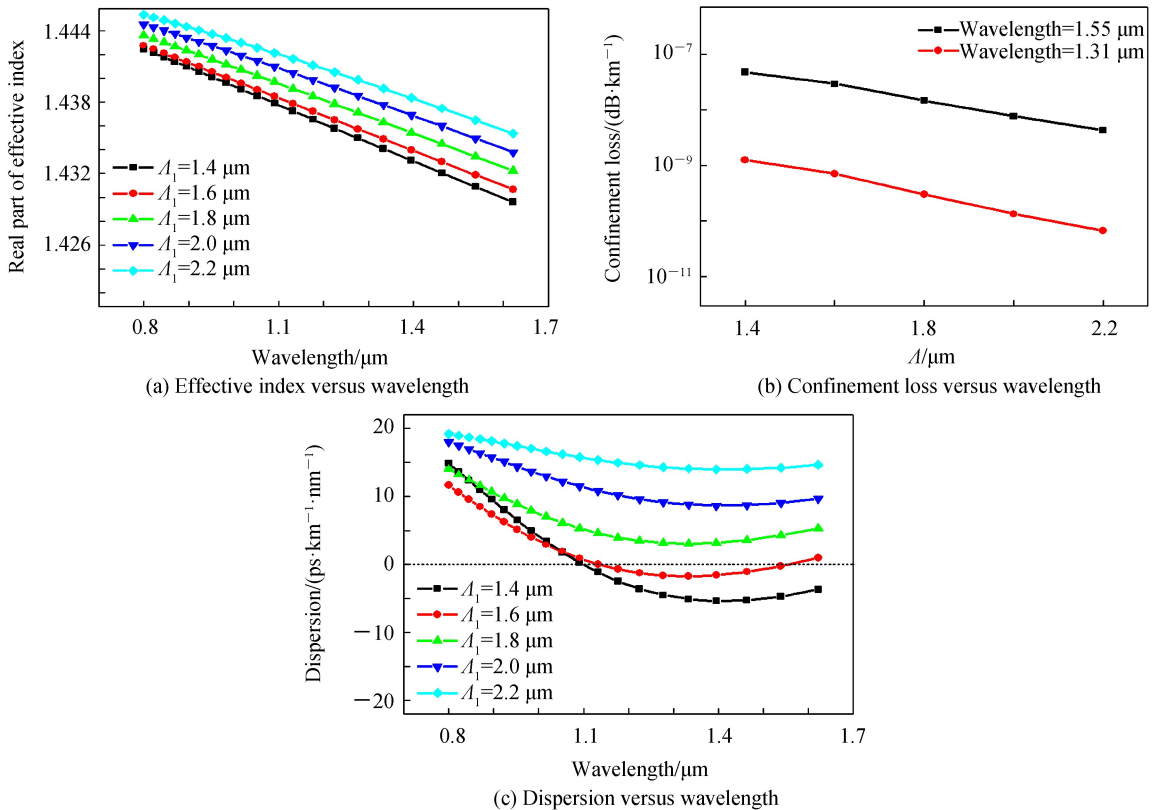 Real part of effective index
1.444
1.438
1.432
1.426
Λ₁=1.4 μm
Λ₁=1.6 μm
Λ₁=1.8 μm
Λ₁=2.0 μm
Λ₁=2.2 μm
0.8 1.1 1.4 1.7
Wavelength/μm
(a) Effective index versus wavelength
Confinement loss/(dB·km⁻¹)
10⁻⁷
10⁻⁹
10⁻¹¹
Wavelength=1.55 μm
Wavelength=1.31 μm
1.4 1.8 2.2
Λ/μm
(b) Confinement loss versus wavelength
Dispersion/(ps·km⁻¹·nm⁻¹)
20
10
0
−10
−20
Λ₁=1.4 μm
Λ₁=1.6 μm
Λ₁=1.8 μm
Λ₁=2.0 μm
Λ₁=2.2 μm
0.8 1.1 1.4 1.7
Wavelength/μm
(c) Dispersion versus wavelength